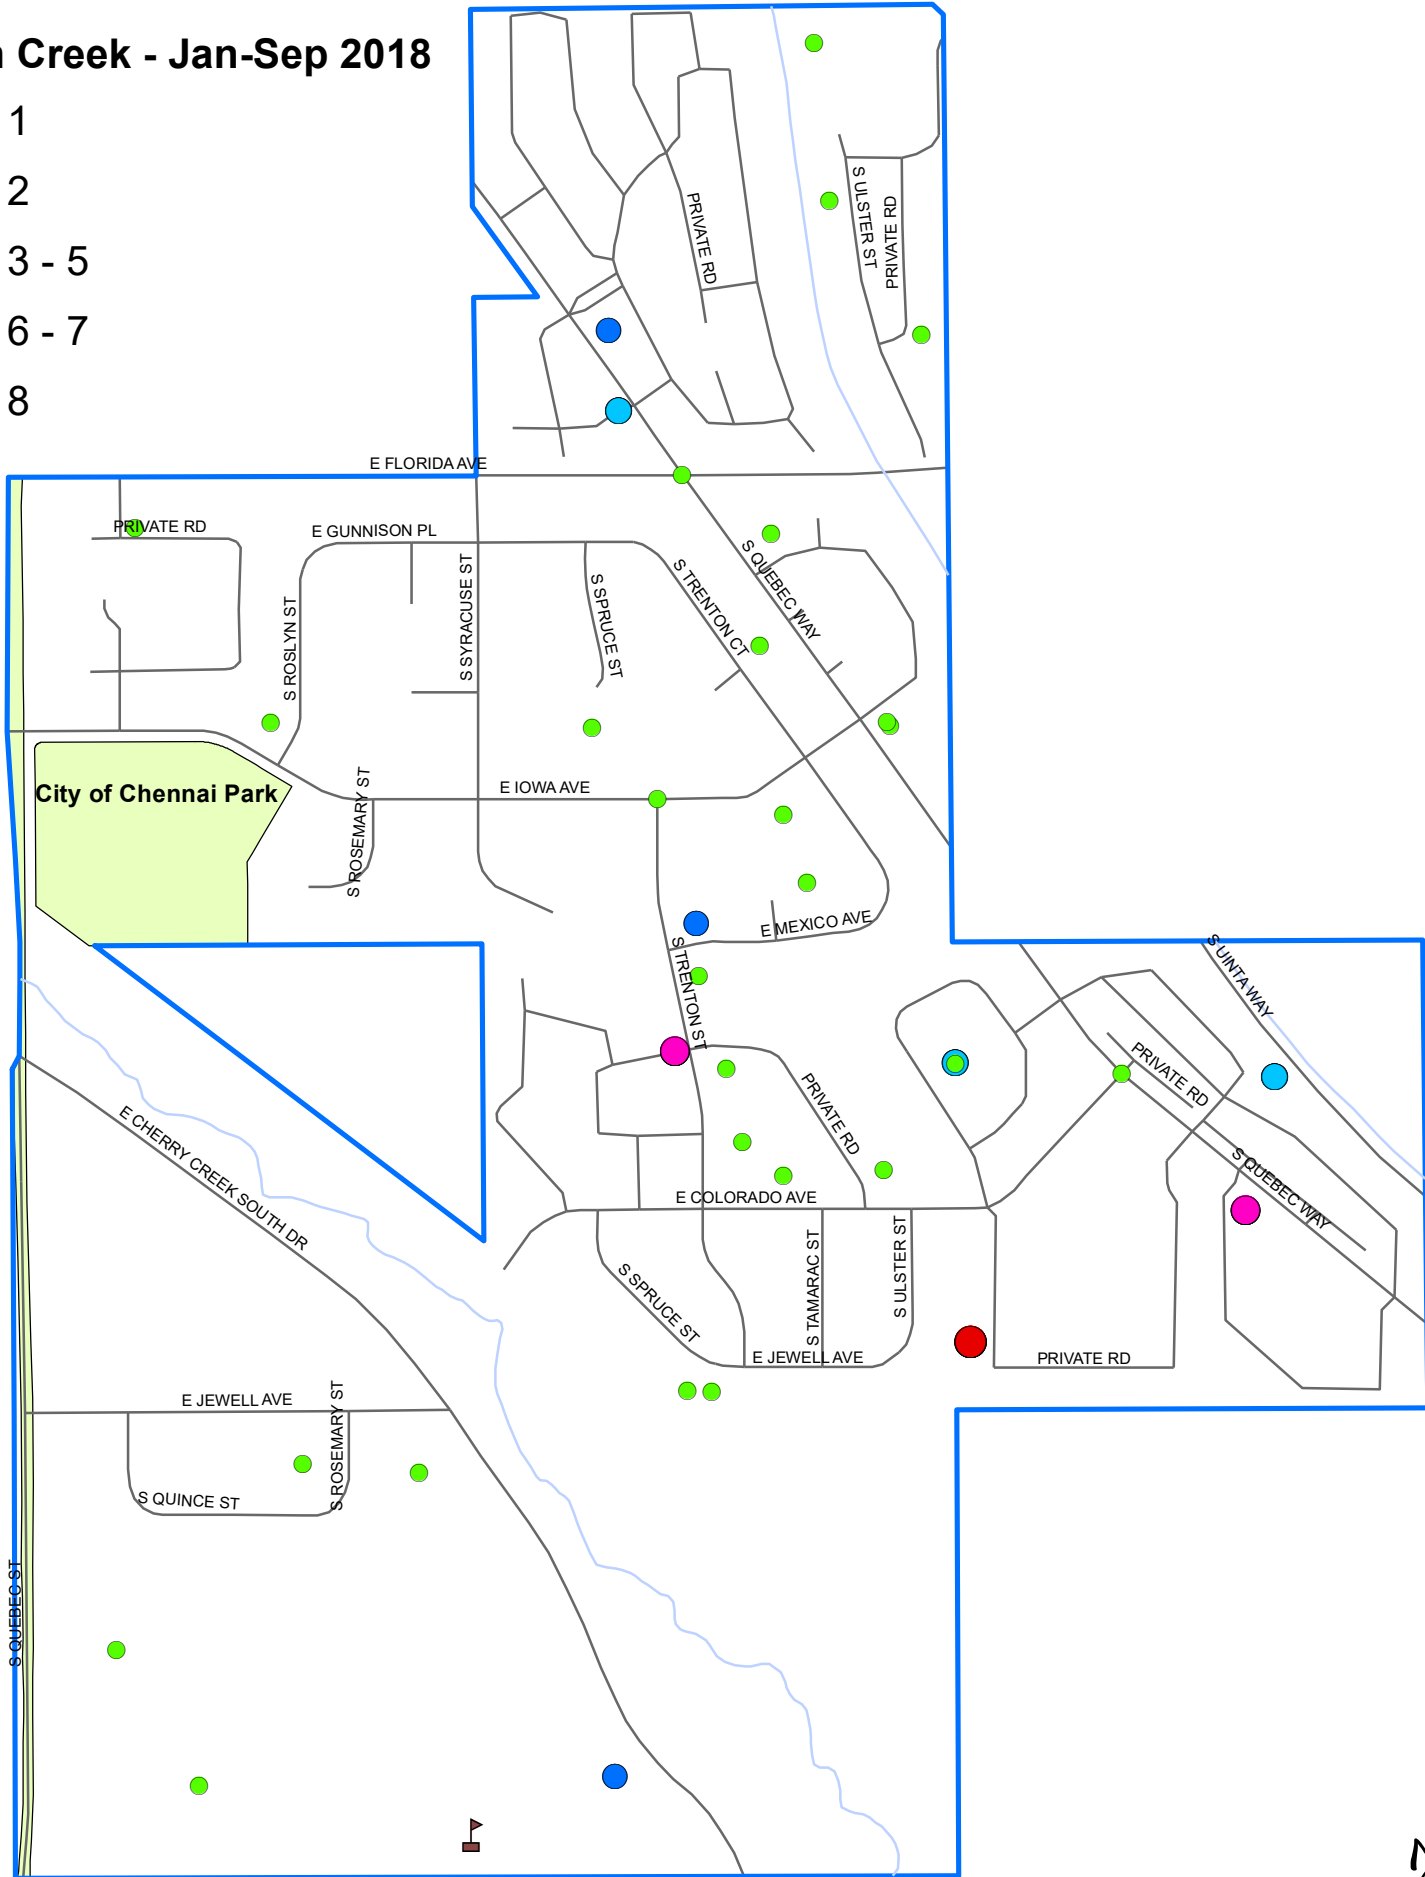 Creek - Jan-Sep 2018
1
2
3 - 5
6 - 7
8
PRIVATE RD
S ULSTER ST
PRIVATE RD
E FLORIDA AVE
PRIVATE RD
E GUNNISON PL
S ROSLYN ST
S SYRACUSE ST
S SPRUCE ST
S TRENTON CT
S QUEBEC WAY
City of Chennai Park
S ROSEMARY ST
E IOWA AVE
E MEXICO AVE
S TRENTON ST
S UINTA WAY
PRIVATE RD
PRIVATE RD
S QUEBEC WAY
E CHERRY CREEK SOUTH DR
E COLORADO AVE
S SPRUCE ST
S TAMARAC ST
S ULSTER ST
E JEWELL AVE
PRIVATE RD
E JEWELL AVE
S ROSEMARY ST
S QUINCE ST
S QUEBEC ST